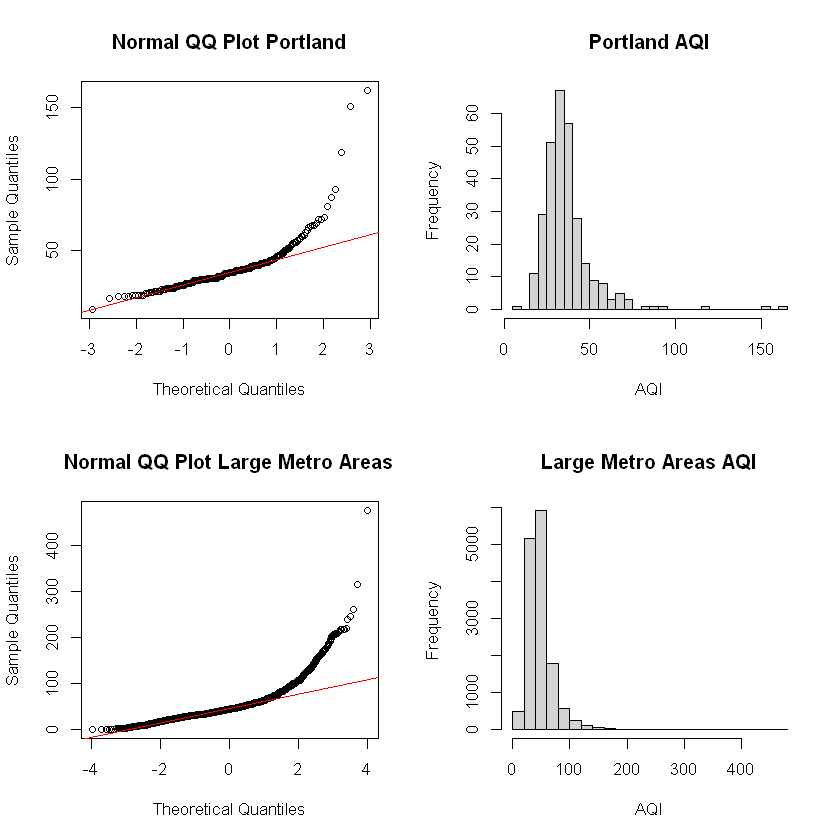 Normal QQ Plot Portland
Sample Quantiles
50
100
150
-3 -2 -1 0 1 2 3
Theoretical Quantiles
Portland AQI
Frequency
0 10 20 30 40 50 60
0 50 100 150
AQI
Normal QQ Plot Large Metro Areas
Sample Quantiles
0 100 200 300 400
-4 -2 0 2 4
Theoretical Quantiles
Large Metro Areas AQI
Frequency
0 1000 3000 5000
0 100 200 300 400
AQI